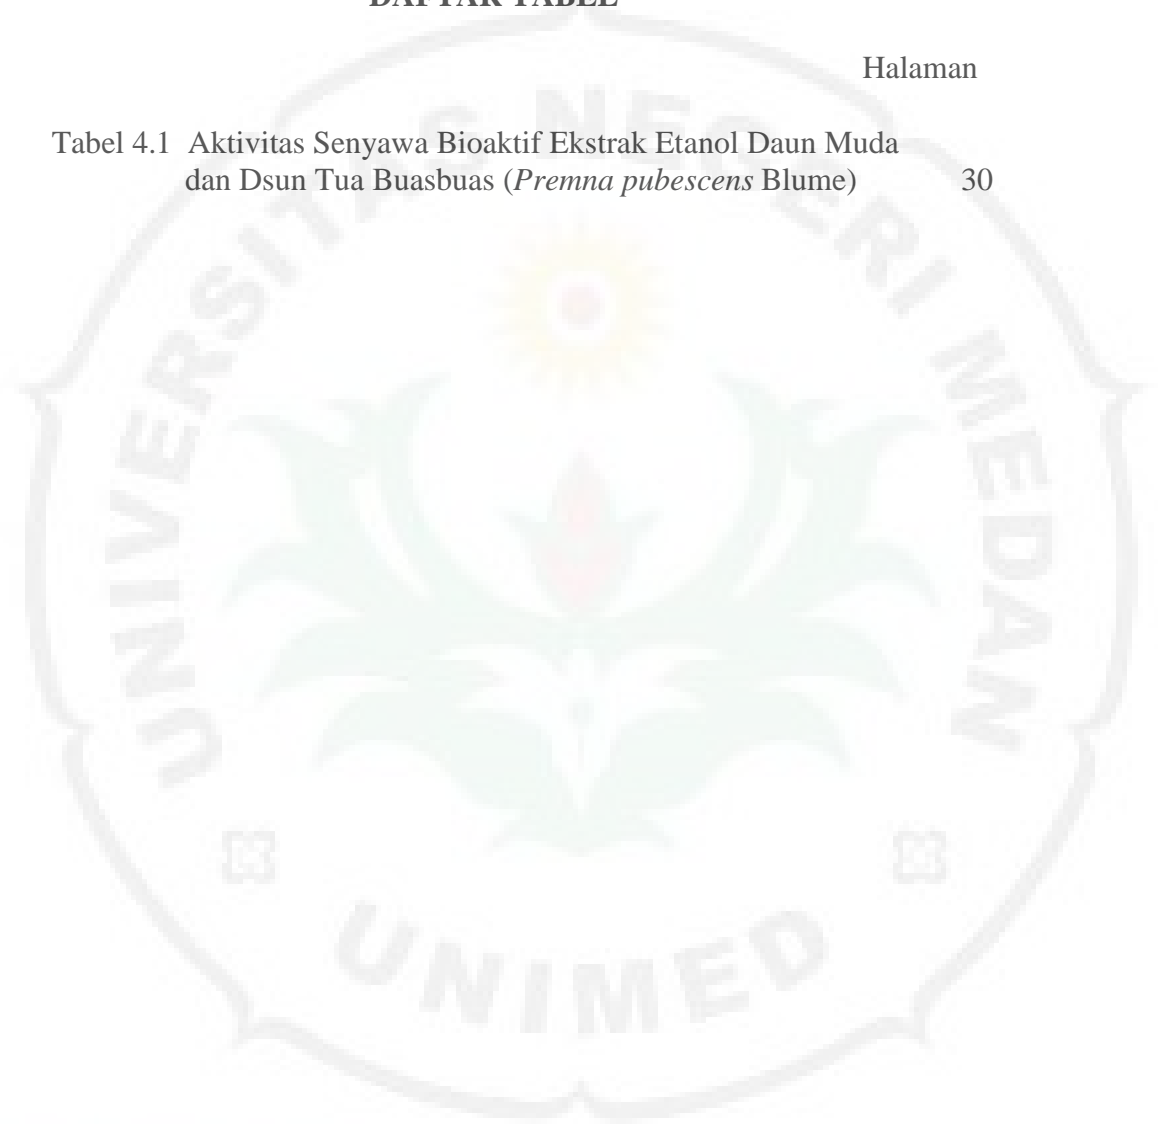 DAFTAR TABEL
Halaman
Tabel 4.1 Aktivitas Senyawa Bioaktif Ekstrak Etanol Daun Muda
dan Dsun Tua Buasbuas (Premna pubescens Blume) 30
UNIVERSITAS NEGERI MEDAN
UNIMED